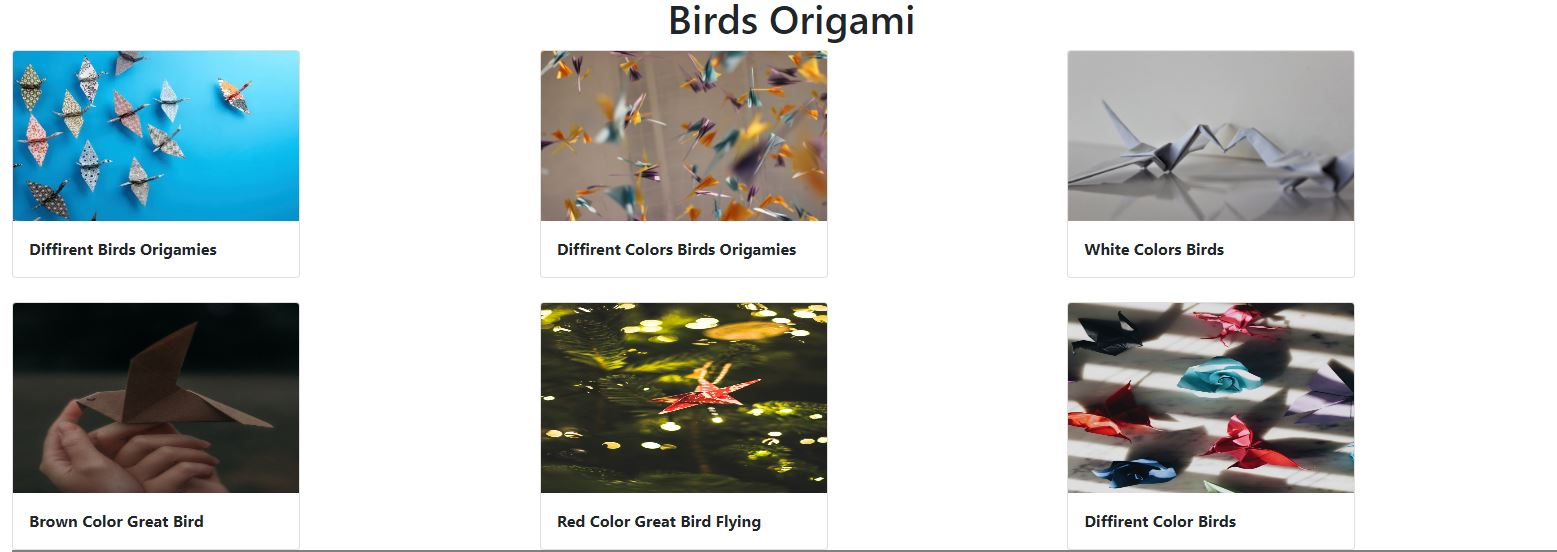 Birds Origami
Diffirent Birds Origamies
Diffirent Colors Birds Origamies
White Colors Birds
Brown Color Great Bird
Red Color Great Bird Flying
Diffirent Color Birds